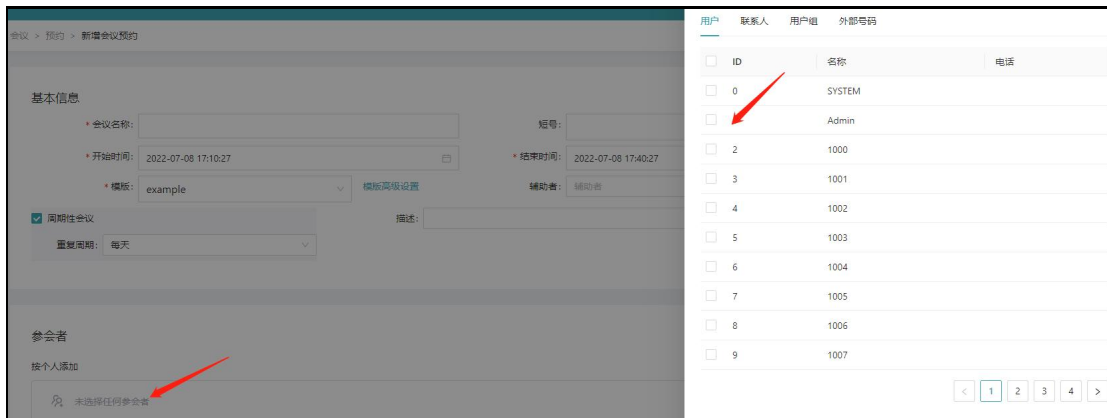 会议 > 预约 > 新增会议预约
基本信息
* 会议名称:
短号:
* 开始时间: 2022-07-08 17:10:27
* 结束时间: 2022-07-08 17:40:27
* 模版: example
模版高级设置
辅助者: 辅助者
周期性会议
描述:
重复周期: 每天
参会者
按个人添加
未选择任何参会者
用户 联系人 用户组 外部号码
ID 名称 电话
0 SYSTEM
Admin
2 1000
3 1001
4 1002
5 1003
6 1004
7 1005
8 1006
9 1007
< 1 2 3 4 >